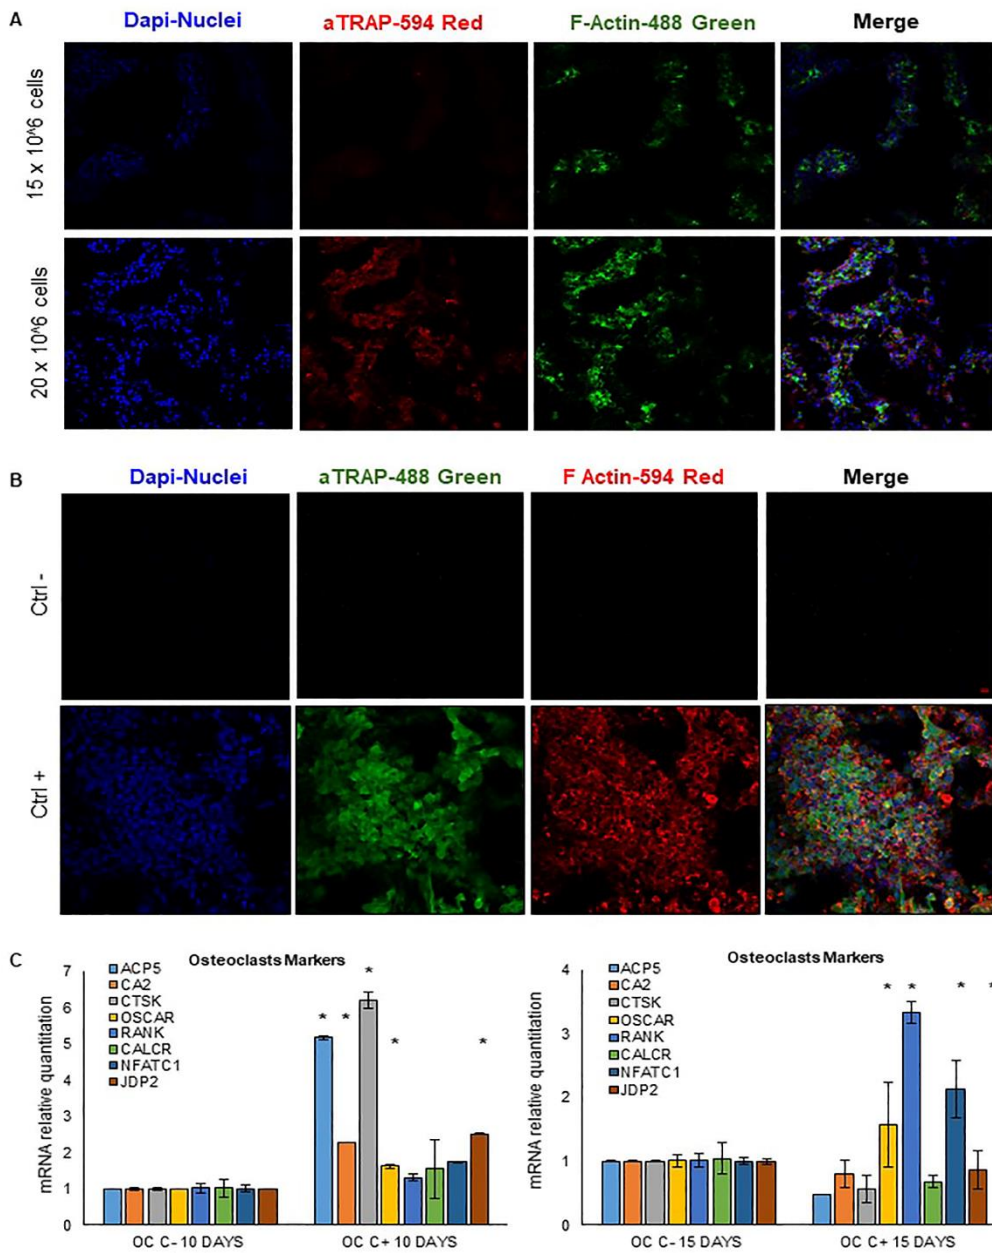 A
Dapi-Nuclei
aTRAP-594 Red
F-Actin-488 Green
Merge
15 x 10^6 cells
20 x 10^6 cells
B
Dapi-Nuclei
aTRAP-488 Green
F Actin-594 Red
Merge
Ctrl -
Ctrl +
C
Osteoclasts Markers
mRNA relative quantitation
7
6
5
4
3
2
1
0
ACP5
CA2
CTSK
OSCAR
RANK
CALCR
NFATC1
JDP2
* * * * *
OC C- 10 DAYS
OC C+ 10 DAYS
Osteoclasts Markers
mRNA relative quantitation
4
3
2
1
0
ACP5
CA2
CTSK
OSCAR
RANK
CALCR
NFATC1
JDP2
* * * *
OC C- 15 DAYS
OC C+ 15 DAYS